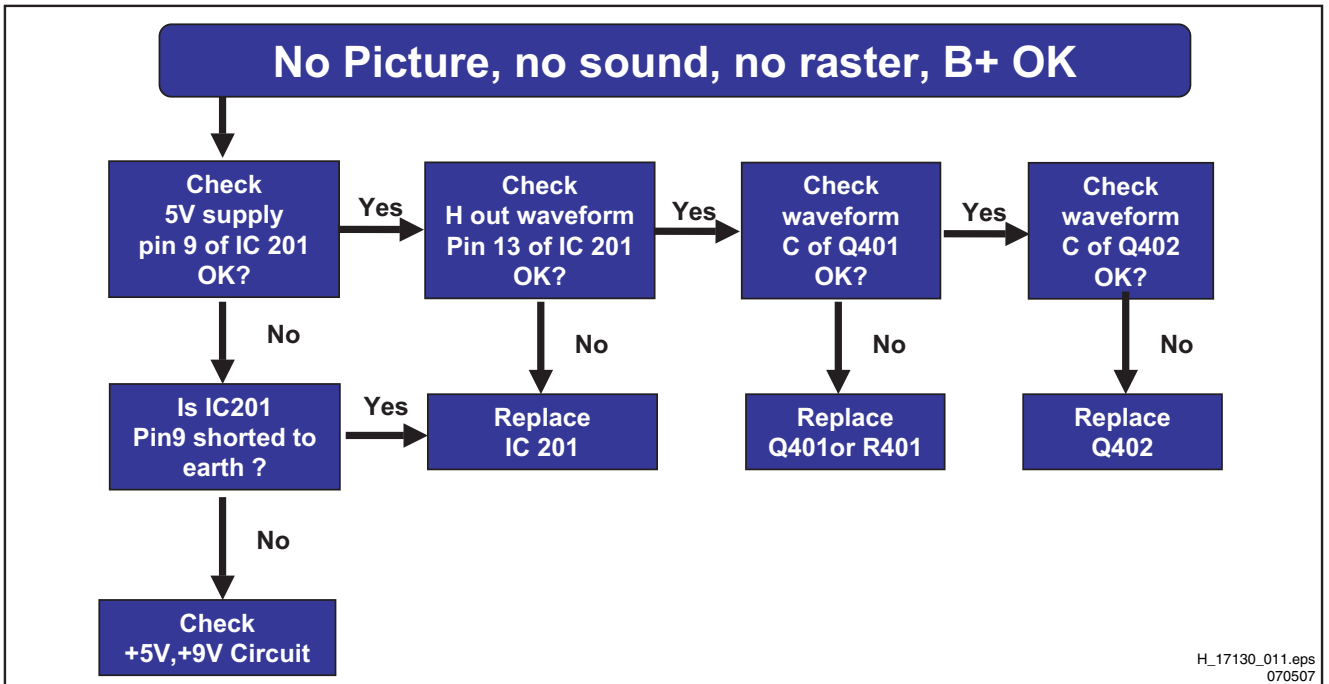 No Picture, no sound, no raster, B+ OK
Check
5V supply
pin 9 of IC 201
OK?
Yes
Check
H out waveform
Pin 13 of IC 201
OK?
Yes
Check
waveform
C of Q401
OK?
Yes
Check
waveform
C of Q402
OK?
No
No
No
No
Is IC201
Pin9 shorted to
earth ?
Yes
Replace
IC 201
Replace
Q401or R401
Replace
Q402
No
Check
+5V,+9V Circuit
H_17130_011.eps
070507